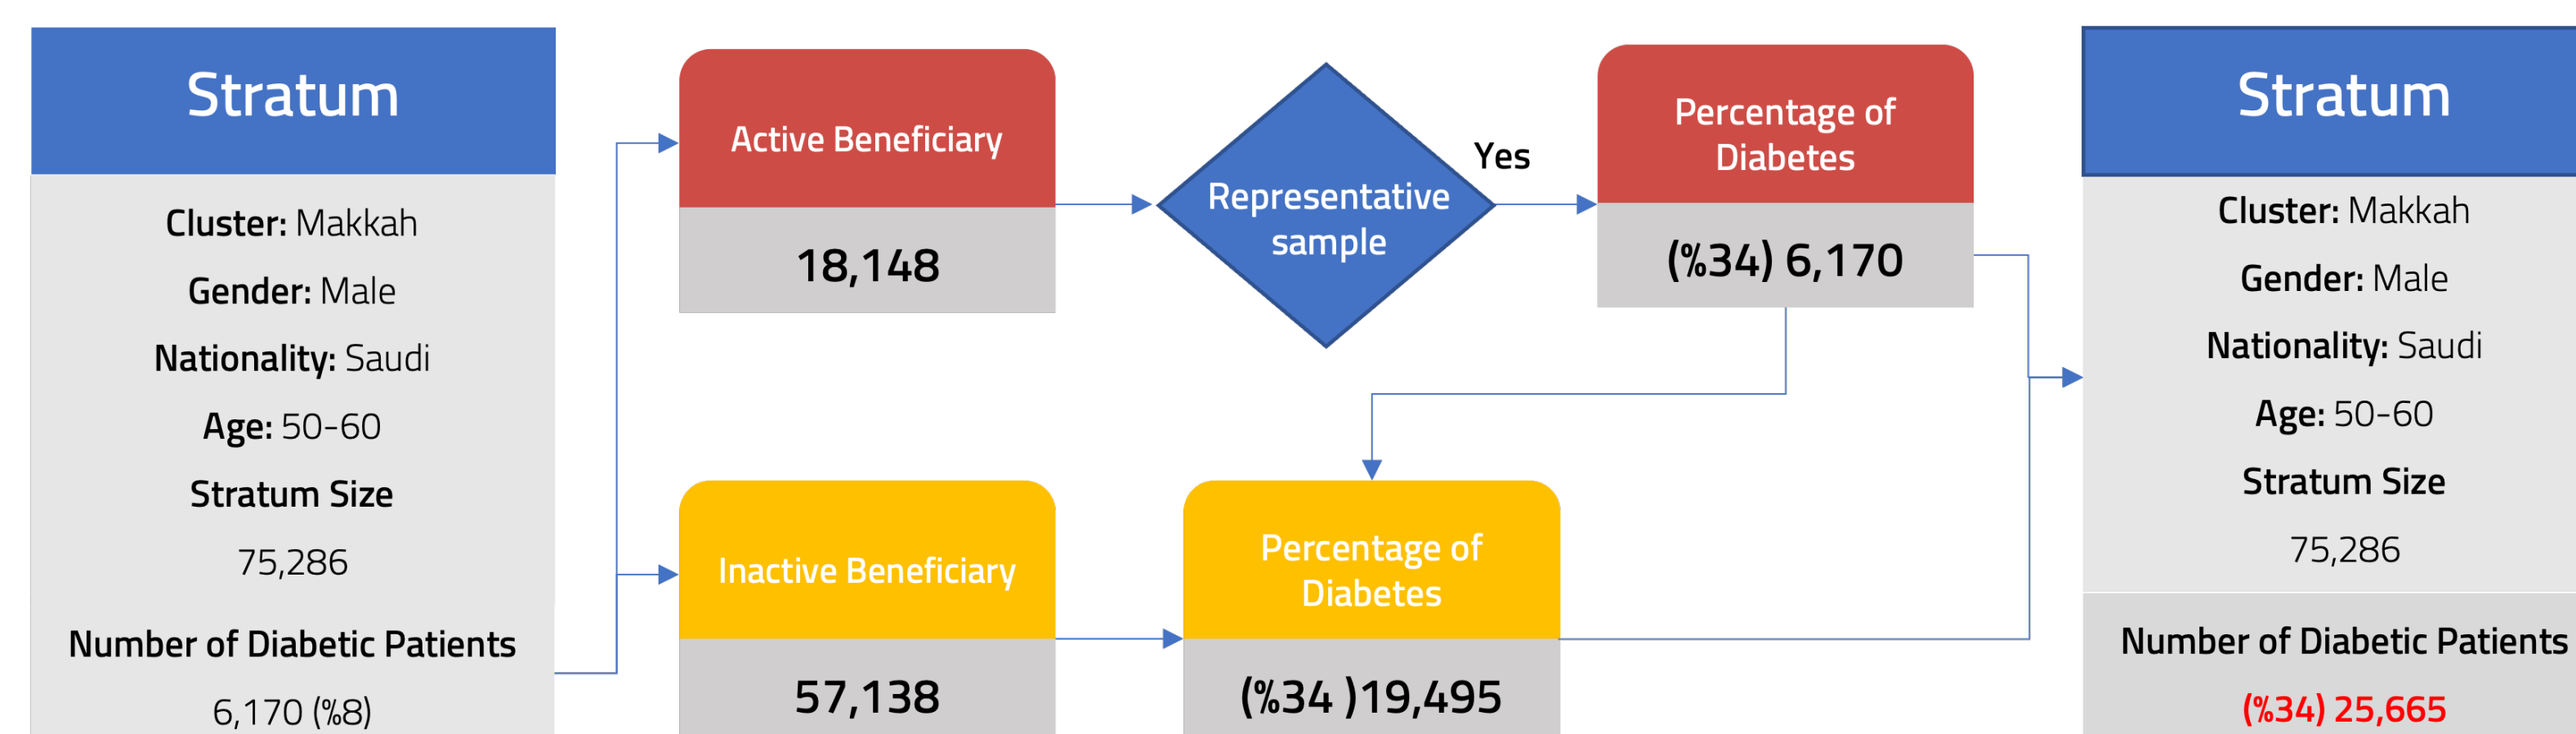 Stratum
Cluster: Makkah
Gender: Male
Nationality: Saudi
Age: 50-60
Stratum Size
75,286
Number of Diabetic Patients
6,170 (%8)
Active Beneficiary
18,148
Representative
sample
Yes
Percentage of
Diabetes
(%34) 6,170
Inactive Beneficiary
57,138
Percentage of
Diabetes
(%34 )19,495
Stratum
Cluster: Makkah
Gender: Male
Nationality: Saudi
Age: 50-60
Stratum Size
75,286
Number of Diabetic Patients
(%34) 25,665